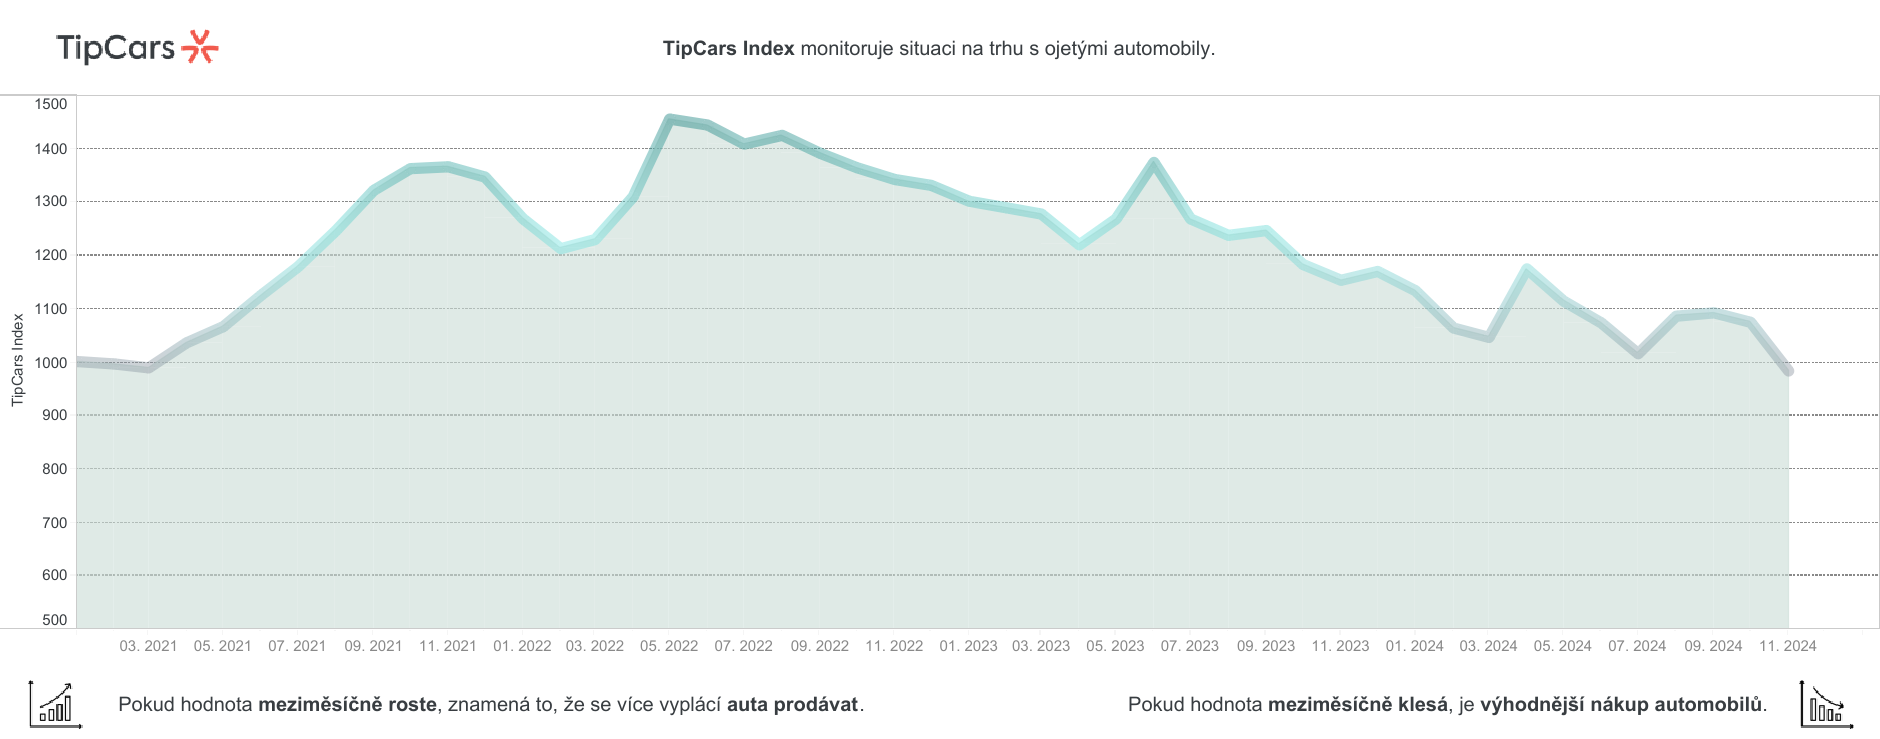 TipCars
TipCars Index monitoruje situaci na trhu s ojetými automobily.
1500
1400
1300
1200
1100
1000
900
800
700
600
500
TipCars Index
03. 2021 05. 2021 07. 2021 09. 2021 11. 2021 01. 2022 03. 2022 05. 2022 07. 2022 09. 2022 11. 2022 01. 2023 03. 2023 05. 2023 07. 2023 09. 2023 11. 2023 01. 2024 03. 2024 05. 2024 07. 2024 09. 2024 11. 2024
Pokud hodnota meziměsíčně roste, znamená to, že se více vyplácí auta prodávat.
Pokud hodnota meziměsíčně klesá, je výhodnější nákup automobilů.